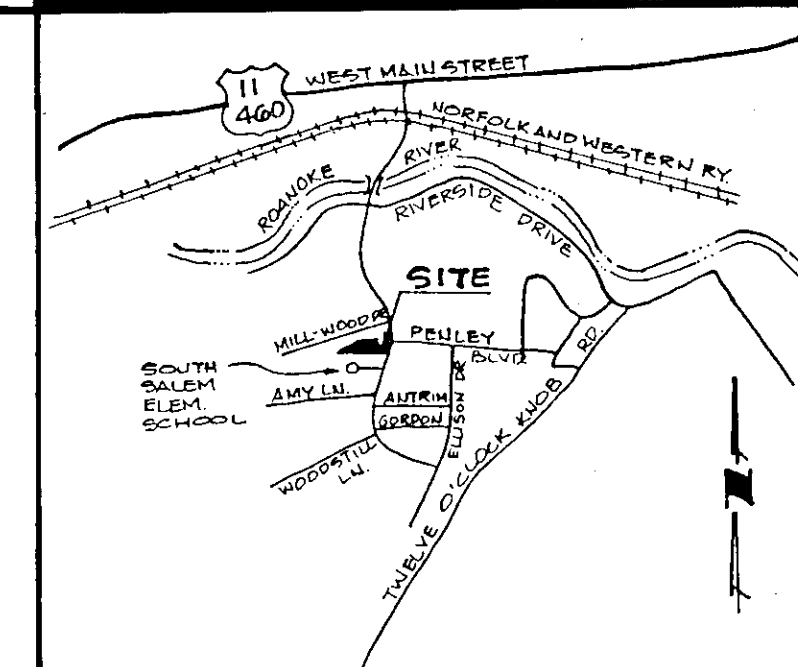 WEST MAIN STREET
11
460
NORFOLK AND WESTERN RY.
ROANOKE RIVER
RIVERSIDE DRIVE
SITE
MILL-WOOD DR
PENLEY
BLVD
RD.
SOUTH
SALEM
ELEM.
SCHOOL
AMY LN.
ANTRIM
GORDON
ELLISON DR
WOODSTILL
LN.
TWELVE O'CLOCK KNOB
N